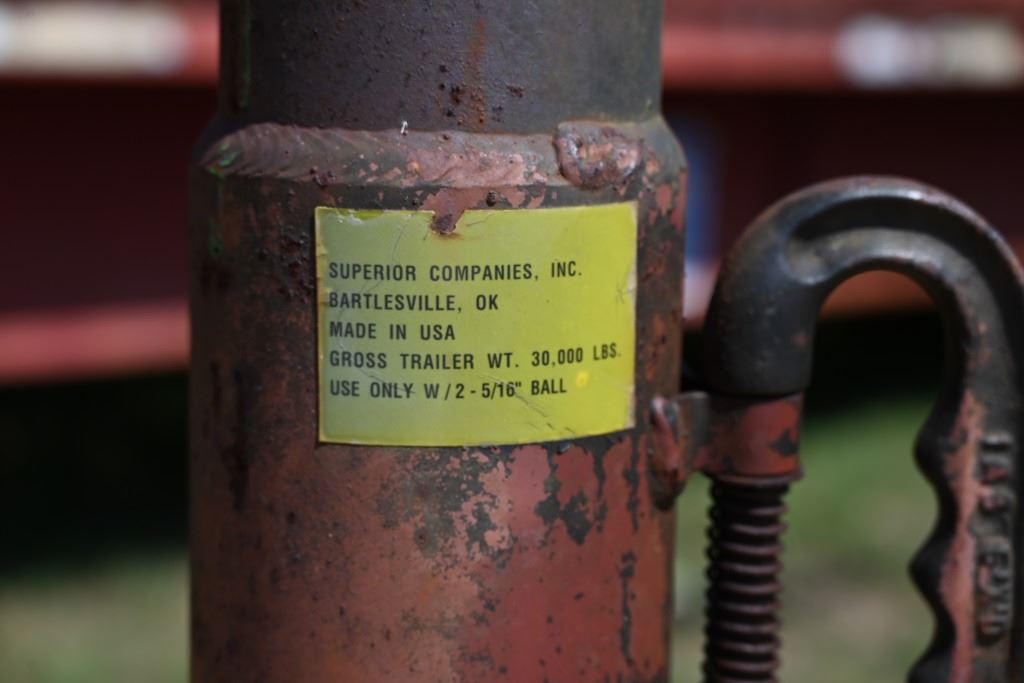 SUPERIOR COMPANIES, INC.
BARTLESVILLE, OK
MADE IN USA
GROSS TRAILER WT. 30,000 LBS.
USE ONLY W/2-5/16" BALL